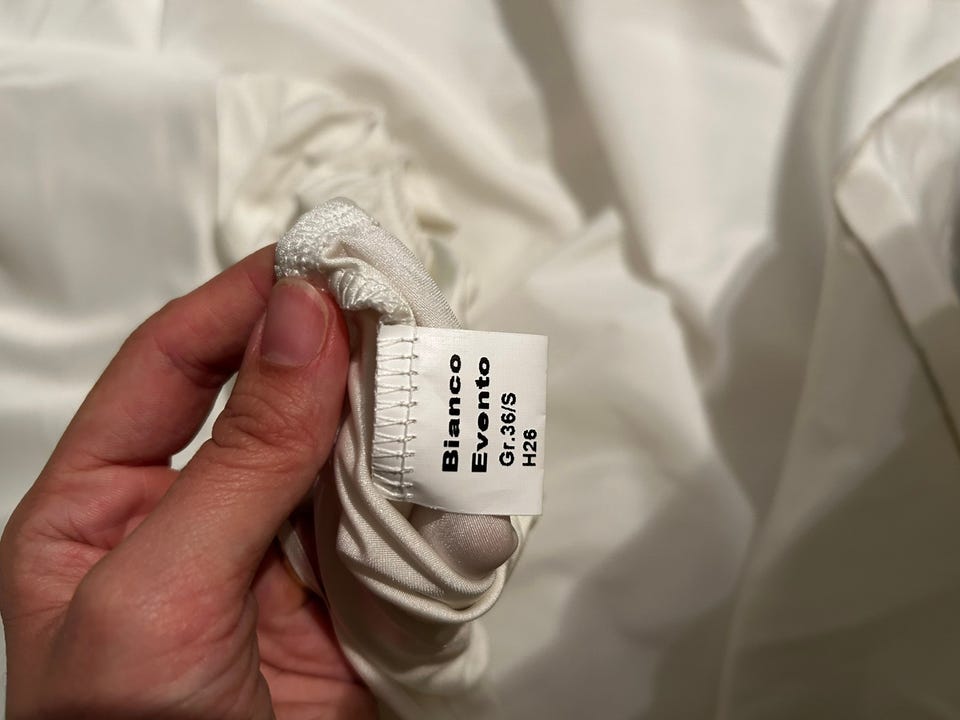 Bianco
Evento
Gr.36/S
H26